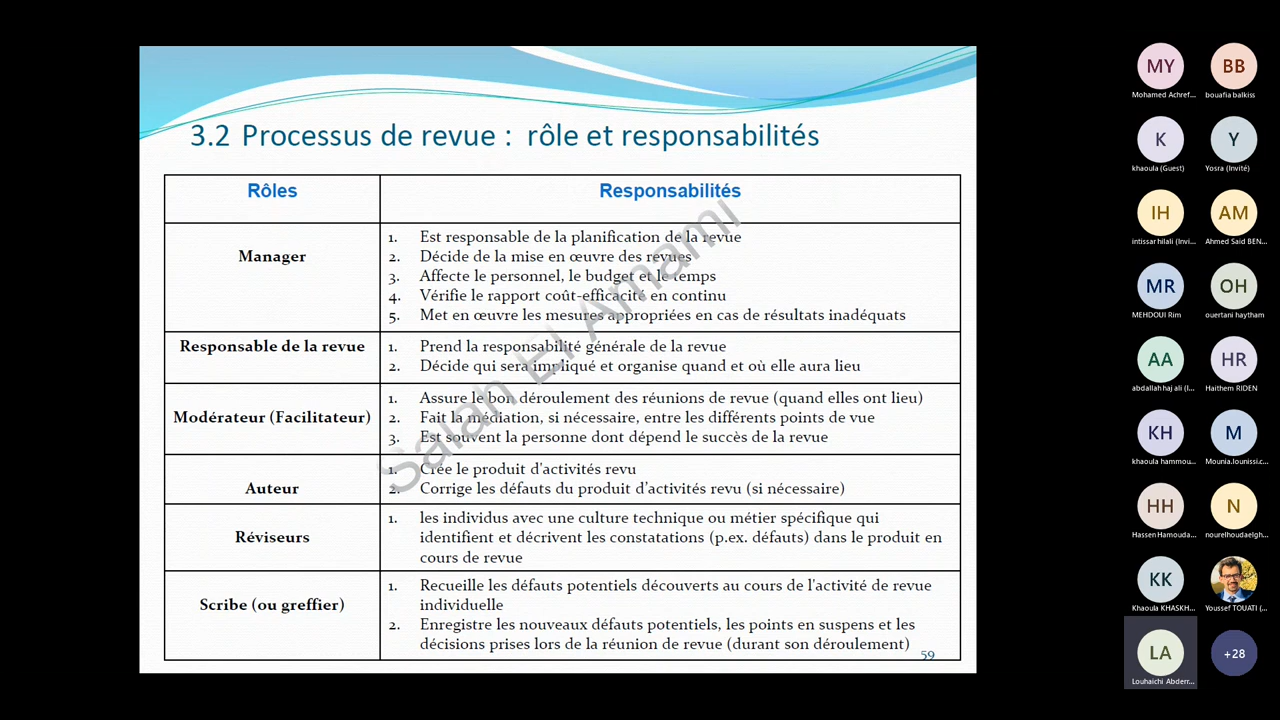 3.2 Processus de revue : rôle et responsabilités
Rôles
Responsabilités
Manager
1. Est responsable de la planification de la revue
2. Décide de la mise en œuvre des revues
3. Affecte le personnel, le budget et le temps
4. Vérifie le rapport coût-efficacité en continu
5. Met en œuvre les mesures appropriées en cas de résultats inadéquats
Responsable de la revue
1. Prend la responsabilité générale de la revue
2. Décide qui sera impliqué et organise quand et où elle aura lieu
Modérateur (Facilitateur)
1. Assure le bon déroulement des réunions de revue (quand elles ont lieu)
2. Fait la médiation, si nécessaire, entre les différents points de vue
3. Est souvent la personne dont dépend le succès de la revue
Auteur
1. Crée le produit d'activités revu
2. Corrige les défauts du produit d'activités revu (si nécessaire)
Réviseurs
1. les individus avec une culture technique ou métier spécifique qui
identifient et décrivent les constatations (p.ex. défauts) dans le produit en
cours de revue
Scribe (ou greffier)
1. Recueille les défauts potentiels découverts au cours de l'activité de revue
individuelle
2. Enregistre les nouveaux défauts potentiels, les points en suspens et les
décisions prises lors de la réunion de revue (durant son déroulement)
59
Salah El Amami
MY
Mohamed Achref...
BB
bouafia balkiss
K
khaoula (Guest)
Y
Yosra (Invité)
IH
intissar hilali (Invi...
AM
Ahmed Said BEN...
MR
MEHDOUI Rim
OH
ouertani haytham
AA
abdallah haj ali (I...
HR
Haithem RIDEN
KH
khaoula hammou...
M
Mounia.lounissi.c...
HH
Hassen Hamouda...
N
nourelhoudaelgh...
KK
Khaoula KHASKH...
Youssef TOUATI (...
LA
Louhaichi Abderr...
+28